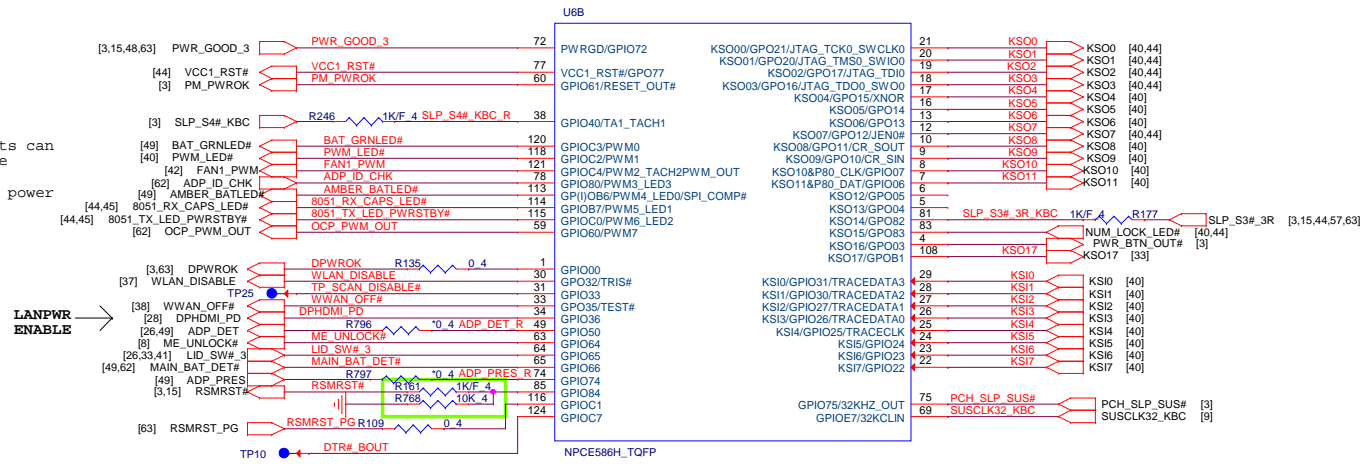 U6B
[3,15,48,63] PWR_GOOD_3 PWR_GOOD_3 72 PWRGD/GPIO72
[44] VCC1_RST# VCC1_RST# 77 VCC1_RST#/GPO77
[3] PM_PWROK PM_PWROK 60 GPIO61/RESET_OUT#
[3] SLP_S4#_KBC R246 1K/F_4 SLP_S4#_KBC_R 38 GPIO40/TA1_TACH1
[49] BAT_GRNLED# BAT_GRNLED# 120 GPIOC3/PWM0
[40] PWM_LED# PWM_LED# 118 GPIOC2/PWM1
[42] FAN1_PWM FAN1_PWM 121 GPIOC4/PWM2_TACH2PWM_OUT
[62] ADP_ID_CHK ADP_ID_CHK 78 GPIO80/PWM3_LED3
[49] AMBER_BATLED# AMBER_BATLED# 113 GP(I)OB6/PWM4_LED0/SPI_COMP#
[44,45] 8051_RX_CAPS_LED# 8051_RX_CAPS_LED# 114 GPIOB7/PWM5_LED1
[44,45] 8051_TX_LED_PWRSTBY# 8051_TX_LED_PWRSTBY# 115 GPIOC0/PWM6_LED2
[62] OCP_PWM_OUT OCP_PWM_OUT 59 GPIO60/PWM7
ts can
e
power
[3,63] DPWROK DPWROK R135 0_4 1 GPIO00
[37] WLAN_DISABLE WLAN_DISABLE 30 GPO32/TRIS#
TP25 TP_SCAN_DISABLE# 31 GPIO33
[38] WWAN_OFF# WWAN_OFF# 33 GPO35/TEST#
[28] DPHDMI_PD DPHDMI_PD 34 GPIO36
[26,49] ADP_DET R796 *0_4 ADP_DET_R 49 GPIO50
[8] ME_UNLOCK# ME_UNLOCK# 63 GPIO64
[26,33,41] LID_SW#_3 LID_SW#_3 64 GPIO65
[49,62] MAIN_BAT_DET# MAIN_BAT_DET# 65 GPIO66
[49] ADP_PRES R797 *0_4 ADP_PRES_R 74 GPIO74
[3,15] RSMRST# RSMRST# R161 1K/F_4 85 GPIO84
R768 10K_4 116 GPIOC1
[63] RSMRST_PG RSMRST_PG R109 0_4 124 GPIOC7
TP10 DTR#_BOUT
LANPWR
ENABLE
KSO00/GPIO21/JTAG_TCK0_SWCLK0 21 KSO0 KSO0 [40,44]
KSO01/GPIO20/JTAG_TMS0_SWIO0 20 KSO1 KSO1 [40,44]
KSO02/GPIO17/JTAG_TDI0 19 KSO2 KSO2 [40,44]
KSO03/GPIO16/JTAG_TDO0_SWO0 18 KSO3 KSO3 [40,44]
KSO04/GPIO15/XNOR 17 KSO4 KSO4 [40]
KSO05/GPIO14 16 KSO5 KSO5 [40]
KSO06/GPIO13 13 KSO6 KSO6 [40]
KSO07/GPIO12/JEN0# 12 KSO7 KSO7 [40,44]
KSO08/GPIO11/CR_SOUT 10 KSO8 KSO8 [40]
KSO09/GPIO10/CR_SIN 9 KSO9 KSO9 [40]
KSO10&P80_CLK/GPIO07 8 KSO10 KSO10 [40]
KSO11&P80_DAT/GPIO06 7 KSO11 KSO11 [40]
KSO12/GPO05 6
KSO13/GPO04 5
KSO14/GPO82 81 SLP_S3#_3R_KBC 1K/F_4 R177 SLP_S3#_3R [3,15,44,57,63]
KSO15/GPO83 83 NUM_LOCK_LED# [40,44]
KSO16/GPO03 4 PWR_BTN_OUT# [3]
KSO17/GPOB1 108 KSO17 KSO17 [33]
KSI0/GPIO31/TRACEDATA3 29 KSI0 KSI0 [40]
KSI1/GPIO30/TRACEDATA2 28 KSI1 KSI1 [40]
KSI2/GPIO27/TRACEDATA1 27 KSI2 KSI2 [40]
KSI3/GPIO26/TRACEDATA0 26 KSI3 KSI3 [40]
KSI4/GPIO25/TRACECLK 25 KSI4 KSI4 [40]
KSI5/GPIO24 24 KSI5 KSI5 [40]
KSI6/GPIO23 23 KSI6 KSI6 [40]
KSI7/GPIO22 22 KSI7 KSI7 [40]
GPIO75/32KHZ_OUT 75 PCH_SLP_SUS# PCH_SLP_SUS# [3]
GPIOE7/32KCLIN 69 SUSCLK32_KBC SUSCLK32_KBC [9]
NPCE586H_TQFP